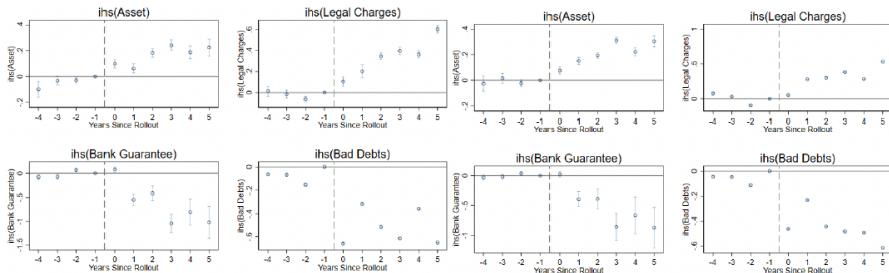 ihs(Asset)
ihs(Legal Charges)
ihs(Asset)
ihs(Legal Charges)
ihs(Asset)
-.2 0 .2 .4
-4 -3 -2 -1 0 1 2 3 4 5
Years Since Rollout
ihs(Legal Charges)
0 .2 .4 .6
-4 -3 -2 -1 0 1 2 3 4 5
Years Since Rollout
ihs(Asset)
.2 0 .2 .4
-4 -3 -2 -1 0 1 2 3 4 5
Years Since Rollout
ihs(Legal Charges)
0 .5 1
-4 -3 -2 -1 0 1 2 3 4 5
Years Since Rollout
ihs(Bank Guarantee)
ihs(Bad Debts)
ihs(Bank Guarantee)
ihs(Bad Debts)
ihs(Bank Guarantee)
-1.5 -1 -.5 0
-4 -3 -2 -1 0 1 2 3 4 5
Years Since Rollout
ihs(Bad Debts)
-.6 -.4 -.2 0
-4 -3 -2 -1 0 1 2 3 4 5
Years Since Rollout
ihs(Bank Guarantee)
-1 -.5 0
-4 -3 -2 -1 0 1 2 3 4 5
Years Since Rollout
ihs(Bad Debts)
-.6 -.4 -.2 0
-4 -3 -2 -1 0 1 2 3 4 5
Years Since Rollout